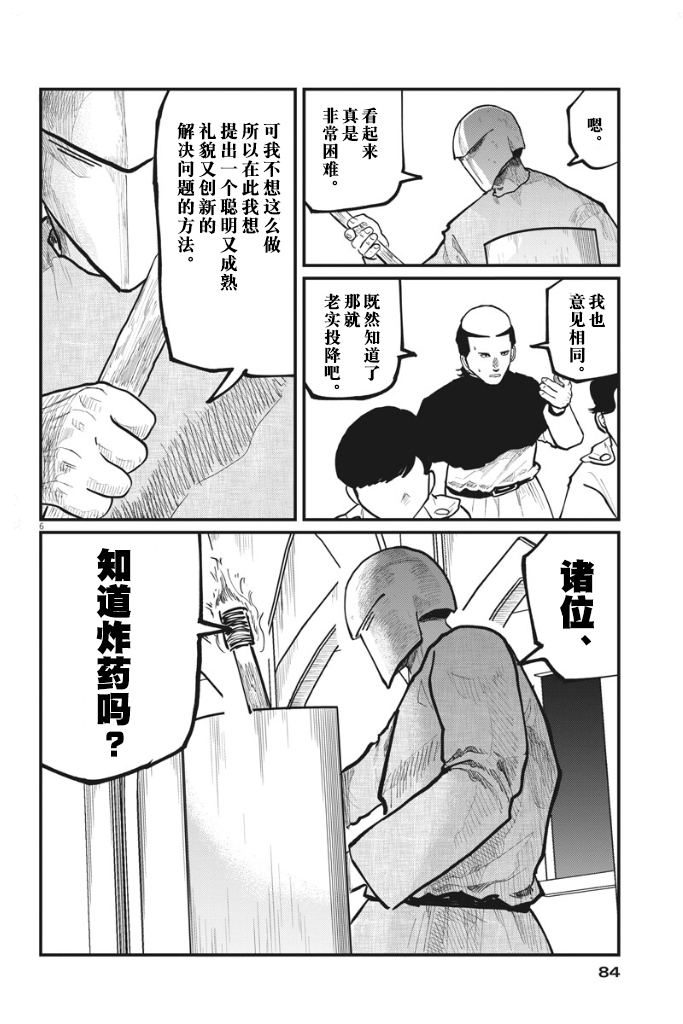 嗯。
看起来
真是
非常困难。
我也
意见相同。
既然知道了
那就
老实投降吧。
可我不想这么做
所以在此我想
提出一个聪明又成熟
礼貌又创新的
解决问题的方法。
6
诸位、
知道炸药吗？
84